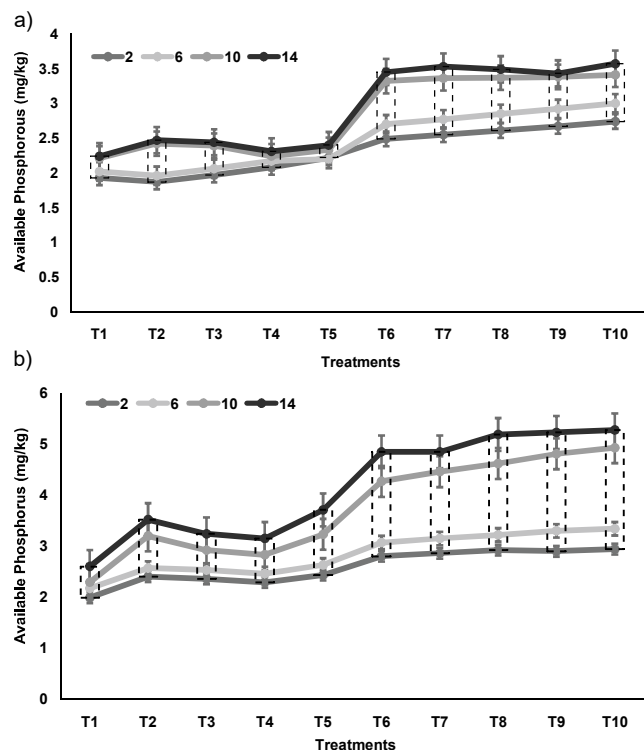 a)
4
2 6 10 14
3.5
3
2.5
2
1.5
1
0.5
0
Available Phosphorous (mg/kg)
T1 T2 T3 T4 T5 T6 T7 T8 T9 T10
Treatments
b)
6
2 6 10 14
5
4
3
2
1
0
Available Phosphorus (mg/kg)
T1 T2 T3 T4 T5 T6 T7 T8 T9 T10
Treatments